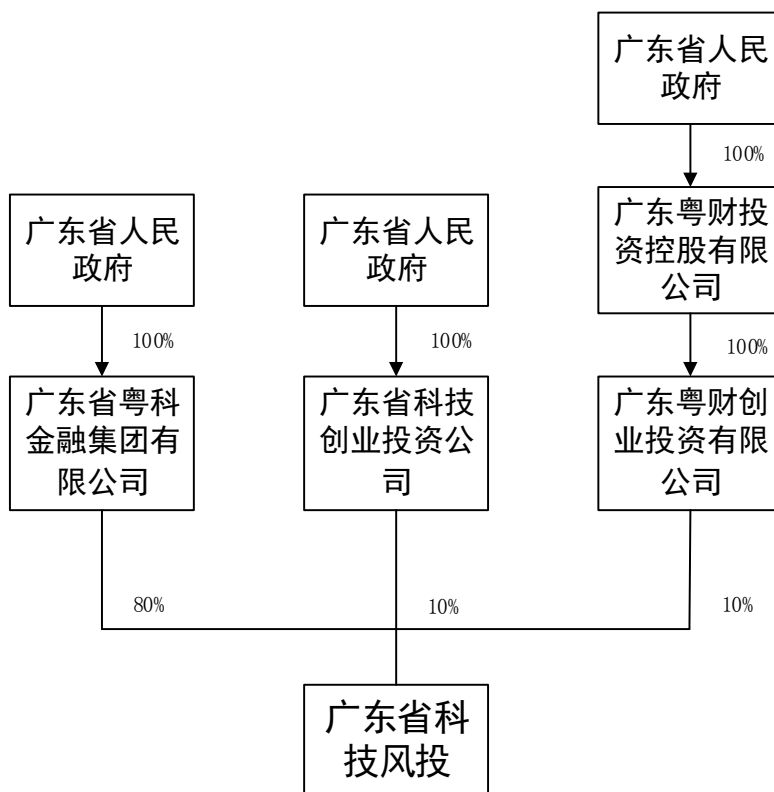 广东省人民
政府
100%
广东省人民
政府
广东省人民
政府
广东粤财投
资控股有限
公司
100%
100%
100%
广东省粤科
金融集团有
限公司
广东省科技
创业投资公
司
广东粤财创
业投资有限
公司
80%
10%
10%
广东省科
技风投